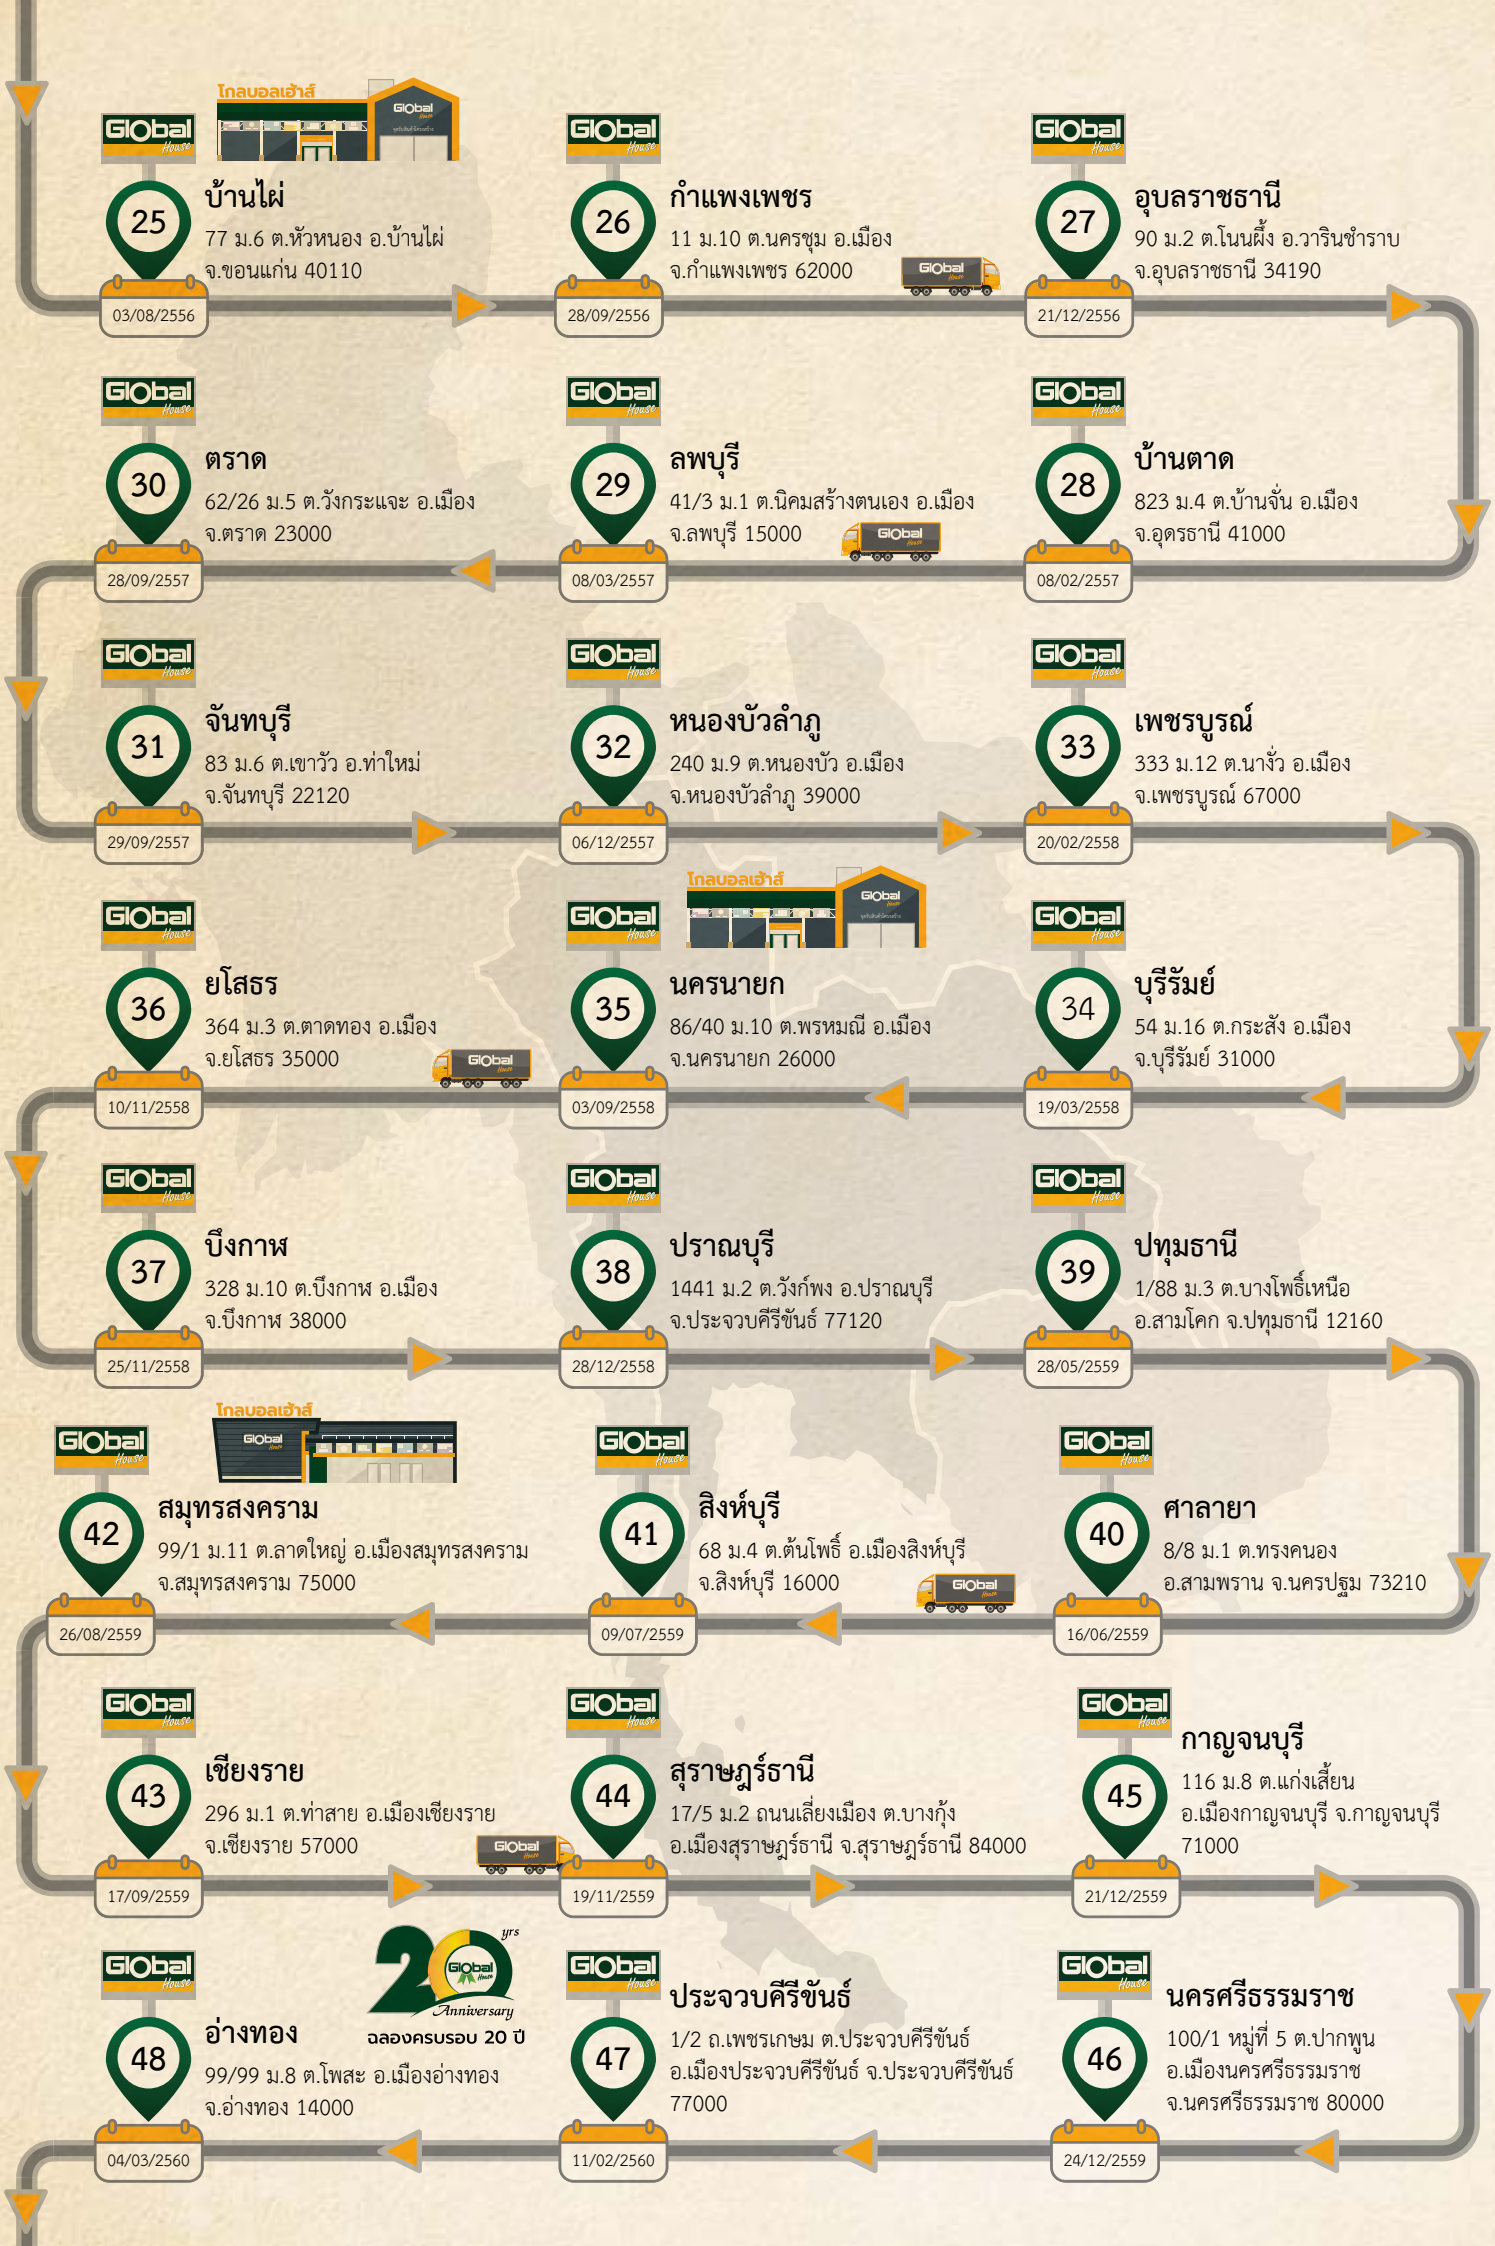 โกลบอลเฮ้าส์
Global
House
จุดรับสินค้าโครงสร้าง
Global
House
25
บ้านไผ่
77 ม.6 ต.หัวหนอง อ.บ้านไผ่
จ.ขอนแก่น 40110
03/08/2556
Global
House
26
กำแพงเพชร
11 ม.10 ต.นครชุม อ.เมือง
จ.กำแพงเพชร 62000
28/09/2556
Global
House
Global
House
27
อุบลราชธานี
90 ม.2 ต.โนนผึ้ง อ.วารินชำราบ
จ.อุบลราชธานี 34190
21/12/2556
Global
House
28
บ้านตาด
823 ม.4 ต.บ้านจั่น อ.เมือง
จ.อุดรธานี 41000
08/02/2557
Global
House
29
ลพบุรี
41/3 ม.1 ต.นิคมสร้างตนเอง อ.เมือง
จ.ลพบุรี 15000
08/03/2557
Global
House
Global
House
30
ตราด
62/26 ม.5 ต.วังกระแจะ อ.เมือง
จ.ตราด 23000
28/09/2557
Global
House
31
จันทบุรี
83 ม.6 ต.เขาวัว อ.ท่าใหม่
จ.จันทบุรี 22120
29/09/2557
Global
House
32
หนองบัวลำภู
240 ม.9 ต.หนองบัว อ.เมือง
จ.หนองบัวลำภู 39000
06/12/2557
Global
House
33
เพชรบูรณ์
333 ม.12 ต.นางั่ว อ.เมือง
จ.เพชรบูรณ์ 67000
20/02/2558
Global
House
34
บุรีรัมย์
54 ม.16 ต.กระสัง อ.เมือง
จ.บุรีรัมย์ 31000
19/03/2558
โกลบอลเฮ้าส์
Global
House
จุดรับสินค้าโครงสร้าง
Global
House
35
นครนายก
86/40 ม.10 ต.พรหมณี อ.เมือง
จ.นครนายก 26000
03/09/2558
Global
House
36
ยโสธร
364 ม.3 ต.ตาดทอง อ.เมือง
จ.ยโสธร 35000
10/11/2558
Global
House
Global
House
37
บึงกาฬ
328 ม.10 ต.บึงกาฬ อ.เมือง
จ.บึงกาฬ 38000
25/11/2558
Global
House
38
ปราณบุรี
1441 ม.2 ต.วังก์พง อ.ปราณบุรี
จ.ประจวบคีรีขันธ์ 77120
28/12/2558
Global
House
39
ปทุมธานี
1/88 ม.3 ต.บางโพธิ์เหนือ
อ.สามโคก จ.ปทุมธานี 12160
28/05/2559
Global
House
40
ศาลายา
8/8 ม.1 ต.ทรงคนอง
อ.สามพราน จ.นครปฐม 73210
16/06/2559
Global
House
41
สิงห์บุรี
68 ม.4 ต.ต้นโพธิ์ อ.เมืองสิงห์บุรี
จ.สิงห์บุรี 16000
09/07/2559
Global
House
โกลบอลเฮ้าส์
Global
House
Global
House
42
สมุทรสงคราม
99/1 ม.11 ต.ลาดใหญ่ อ.เมืองสมุทรสงคราม
จ.สมุทรสงคราม 75000
26/08/2559
Global
House
43
เชียงราย
296 ม.1 ต.ท่าสาย อ.เมืองเชียงราย
จ.เชียงราย 57000
17/09/2559
Global
House
Global
House
44
สุราษฎร์ธานี
17/5 ม.2 ถนนเลี่ยงเมือง ต.บางกุ้ง
อ.เมืองสุราษฎร์ธานี จ.สุราษฎร์ธานี 84000
19/11/2559
Global
House
45
กาญจนบุรี
116 ม.8 ต.แก่งเสี้ยน
อ.เมืองกาญจนบุรี จ.กาญจนบุรี
71000
21/12/2559
Global
House
46
นครศรีธรรมราช
100/1 หมู่ที่ 5 ต.ปากพูน
อ.เมืองนครศรีธรรมราช
จ.นครศรีธรรมราช 80000
24/12/2559
Global
House
47
ประจวบคีรีขันธ์
1/2 ถ.เพชรเกษม ต.ประจวบคีรีขันธ์
อ.เมืองประจวบคีรีขันธ์ จ.ประจวบคีรีขันธ์
77000
11/02/2560
20 yrs
Global
House
Anniversary
ฉลองครบรอบ 20 ปี
Global
House
48
อ่างทอง
99/99 ม.8 ต.โพสะ อ.เมืองอ่างทอง
จ.อ่างทอง 14000
04/03/2560